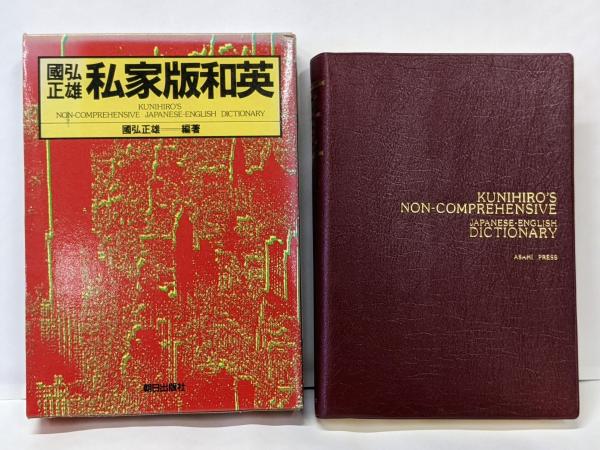 國弘
正雄
私家版和英
KUNIHIRO'S
NON-COMPREHENSIVE JAPANESE-ENGLISH DICTIONARY
國弘正雄——編著
朝日出版社
KUNIHIRO'S
NON-COMPREHENSIVE
JAPANESE-ENGLISH
DICTIONARY
ASAHI PRESS